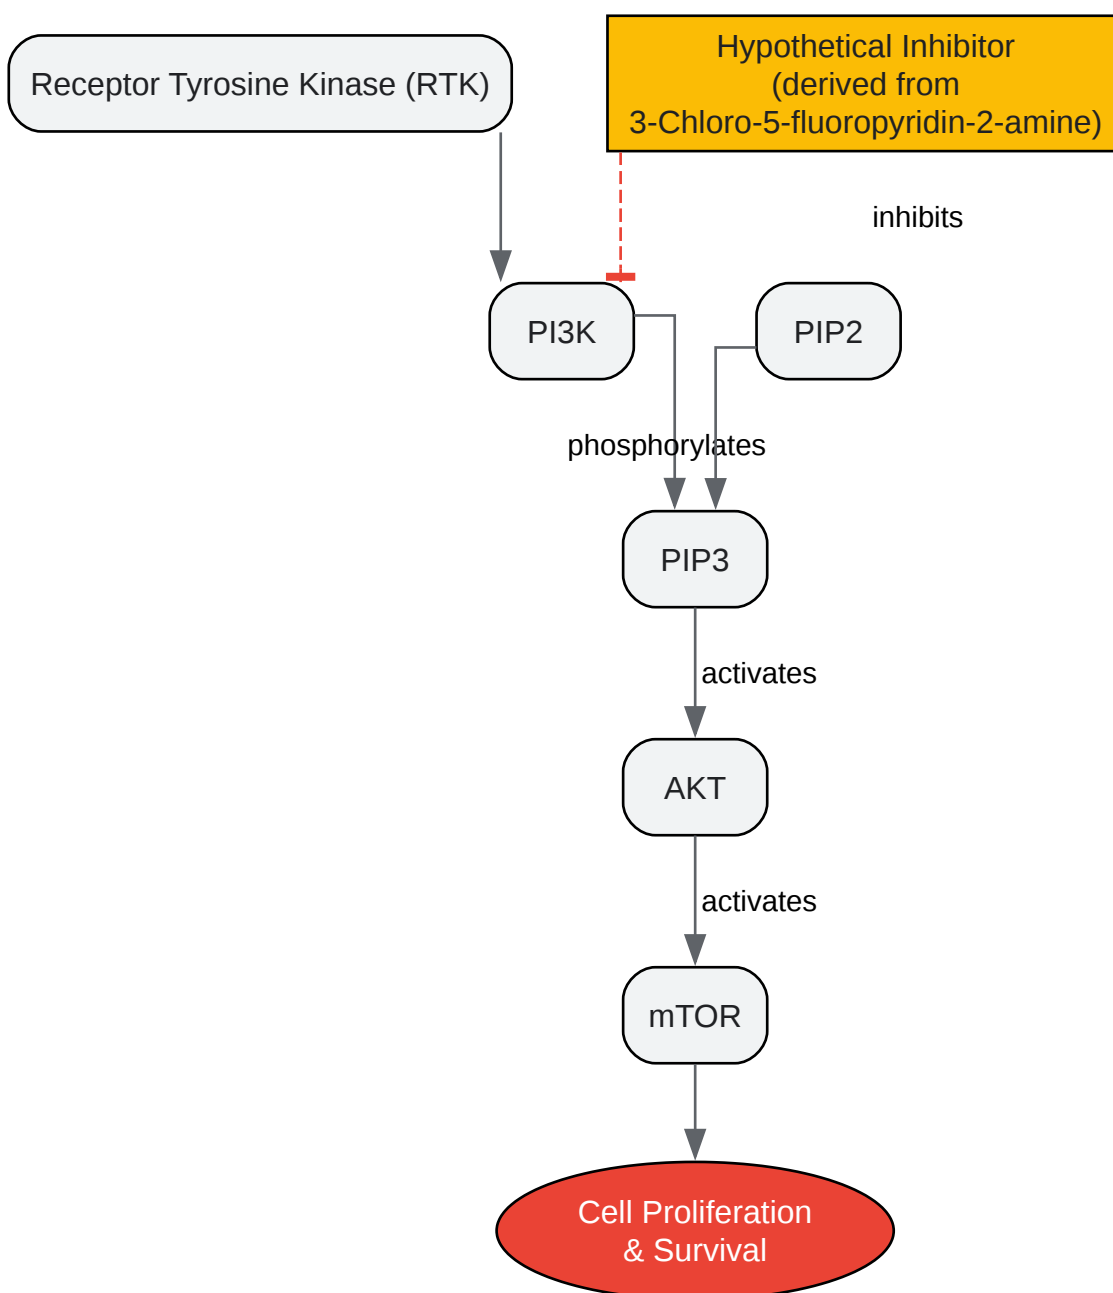 Receptor Tyrosine Kinase (RTK)
Hypothetical Inhibitor
(derived from
3-Chloro-5-fluoropyridin-2-amine)
inhibits
PI3K
PIP2
phosphorylates
PIP3
activates
AKT
activates
mTOR
Cell Proliferation
& Survival